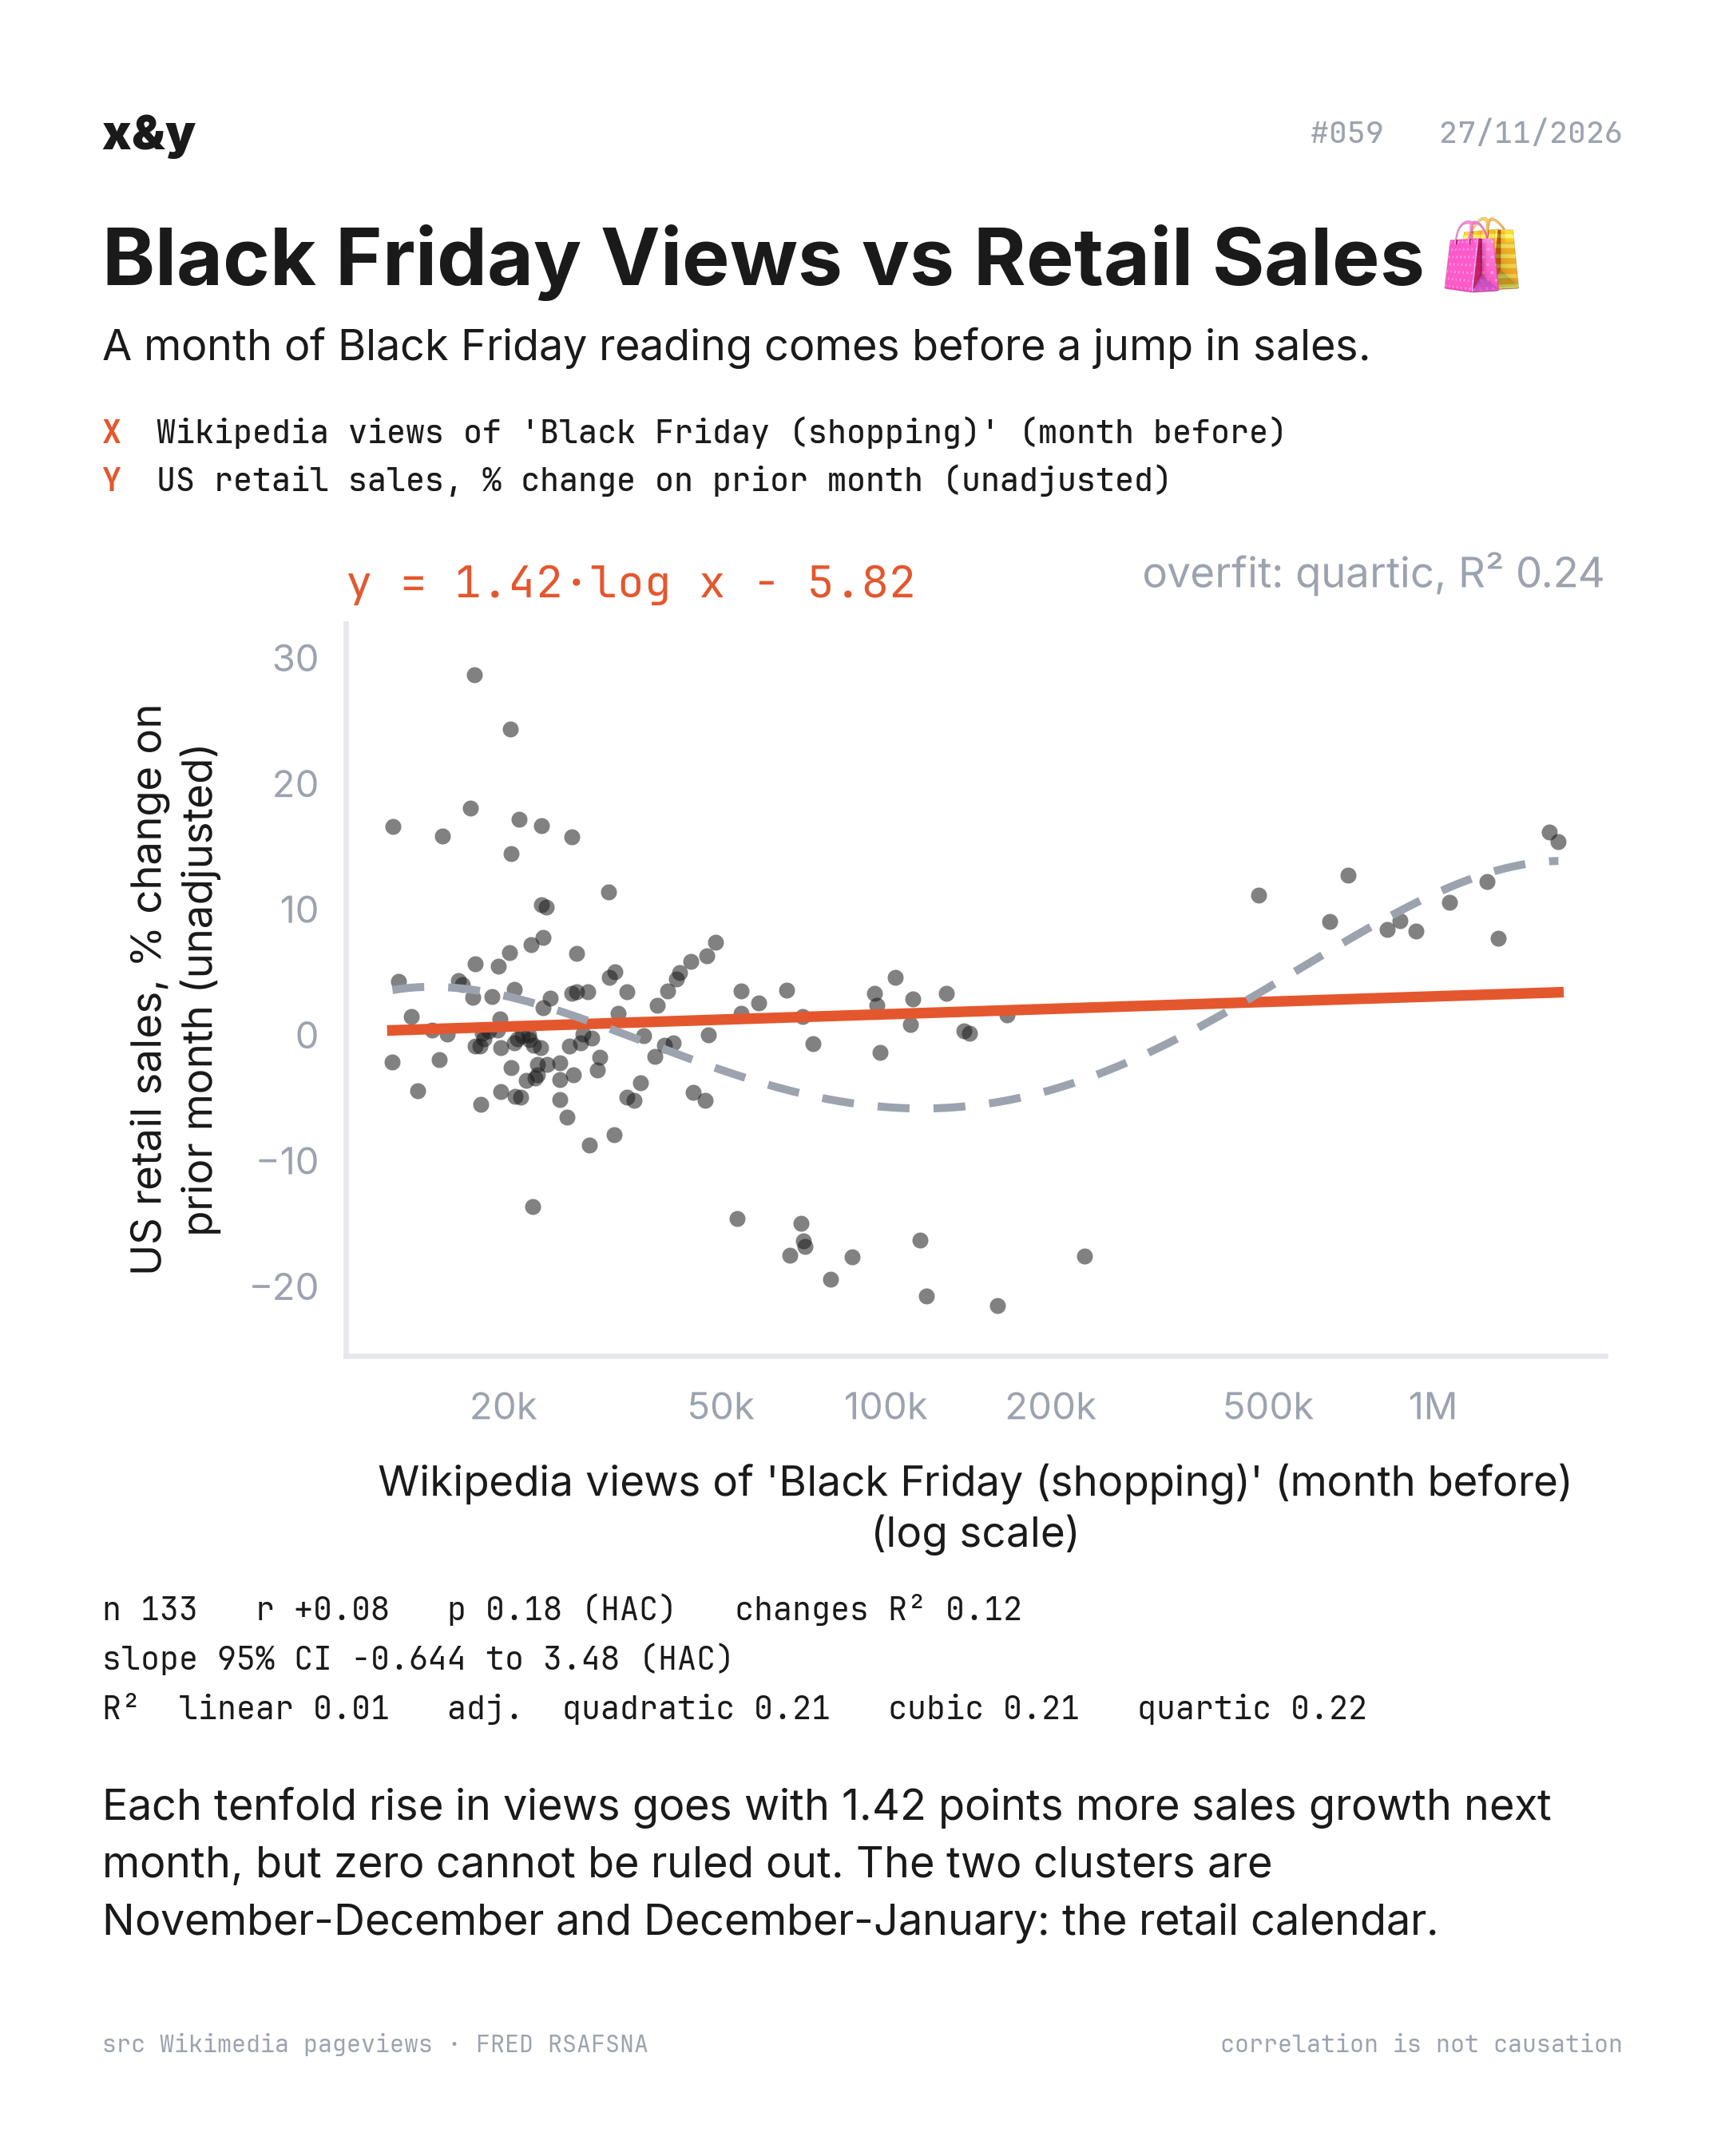 x&y
#059 27/11/2026
Black Friday Views vs Retail Sales
A month of Black Friday reading comes before a jump in sales.
X Wikipedia views of 'Black Friday (shopping)' (month before)
Y US retail sales, % change on prior month (unadjusted)
y = 1.42·log x - 5.82
overfit: quartic, R² 0.24
US retail sales, % change on
prior month (unadjusted)
30
20
10
0
−10
−20
20k 50k 100k 200k 500k 1M
Wikipedia views of 'Black Friday (shopping)' (month before)
(log scale)
n 133 r +0.08 p 0.18 (HAC) changes R² 0.12
slope 95% CI -0.644 to 3.48 (HAC)
R² linear 0.01 adj. quadratic 0.21 cubic 0.21 quartic 0.22
Each tenfold rise in views goes with 1.42 points more sales growth next
month, but zero cannot be ruled out. The two clusters are
November-December and December-January: the retail calendar.
src Wikimedia pageviews · FRED RSAFSNA
correlation is not causation